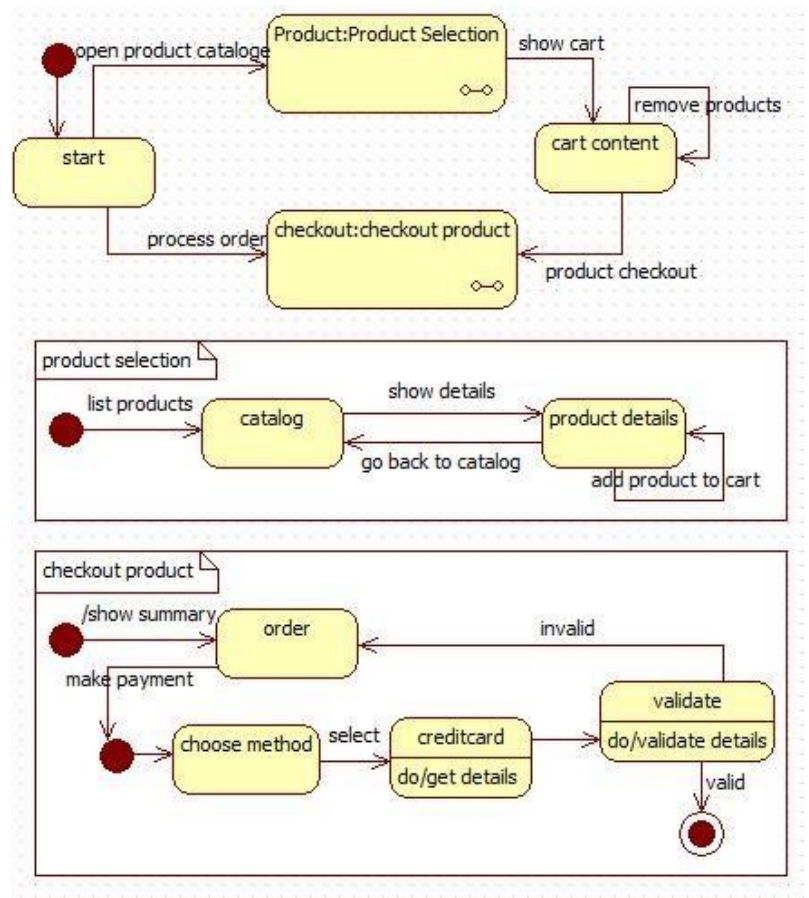 open product cataloge
Product:Product Selection
show cart
remove products
cart content
start
process order
checkout:checkout product
product checkout
product selection
list products
catalog
show details
product details
go back to catalog
add product to cart
checkout product
/show summary
order
invalid
make payment
validate
do/validate details
choose method
select
creditcard
do/get details
valid